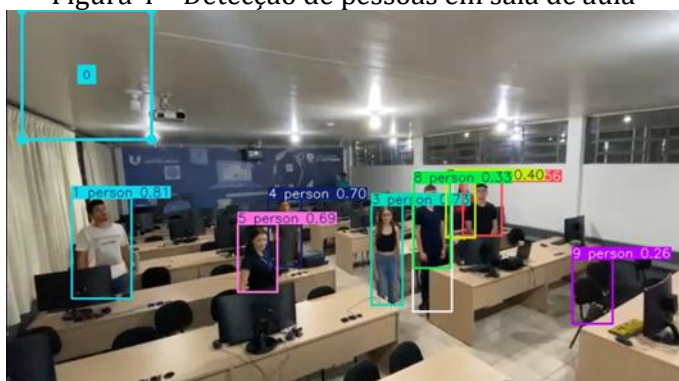 Figura 4 – Detecção de pessoas em sala de aula
0
1 person 0.81
4 person 0.70
5 person 0.69
3 person 0.73
8 person 0.33
0.40
56
9 person 0.26